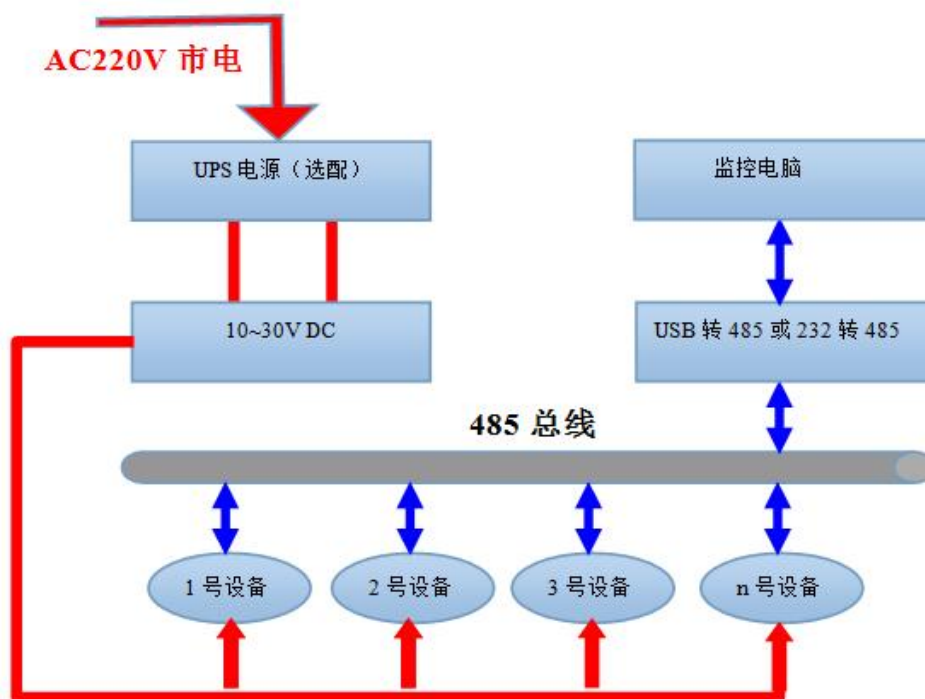 AC220V 市电
UPS 电源（选配）
监控电脑
10~30V DC
USB 转 485 或 232 转 485
485 总线
1 号设备
2 号设备
3 号设备
n 号设备